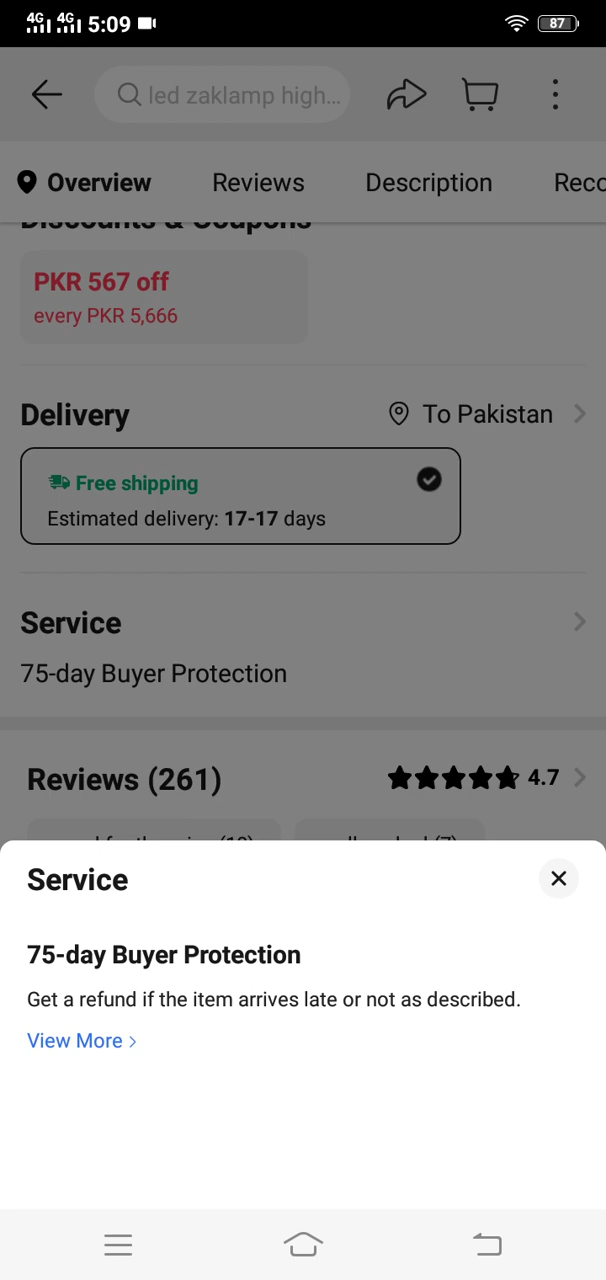 4G 4G 5:09 87
led zaklamp high...
Overview Reviews Description Reco
Discounts & Coupons
PKR 567 off
every PKR 5,666
Delivery To Pakistan
Free shipping
Estimated delivery: 17-17 days
Service
75-day Buyer Protection
Reviews (261) 4.7
Service
75-day Buyer Protection
Get a refund if the item arrives late or not as described.
View More